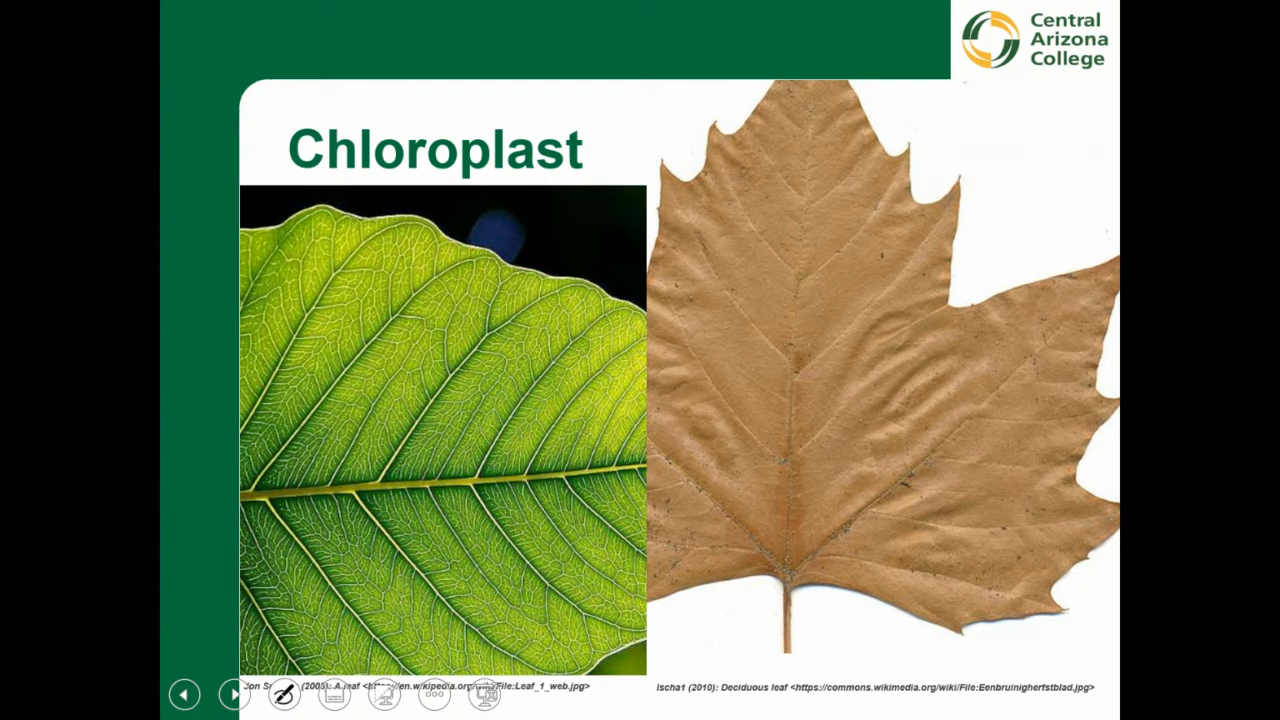 Central
Arizona
College
Chloroplast
(2005): A leaf <https://en.wikipedia.org/wiki/File:Leaf_1_web.jpg>
Ischa1 (2010): Deciduous leaf <https://commons.wikimedia.org/wiki/File:Eenbruinigherfstblad.jpg>